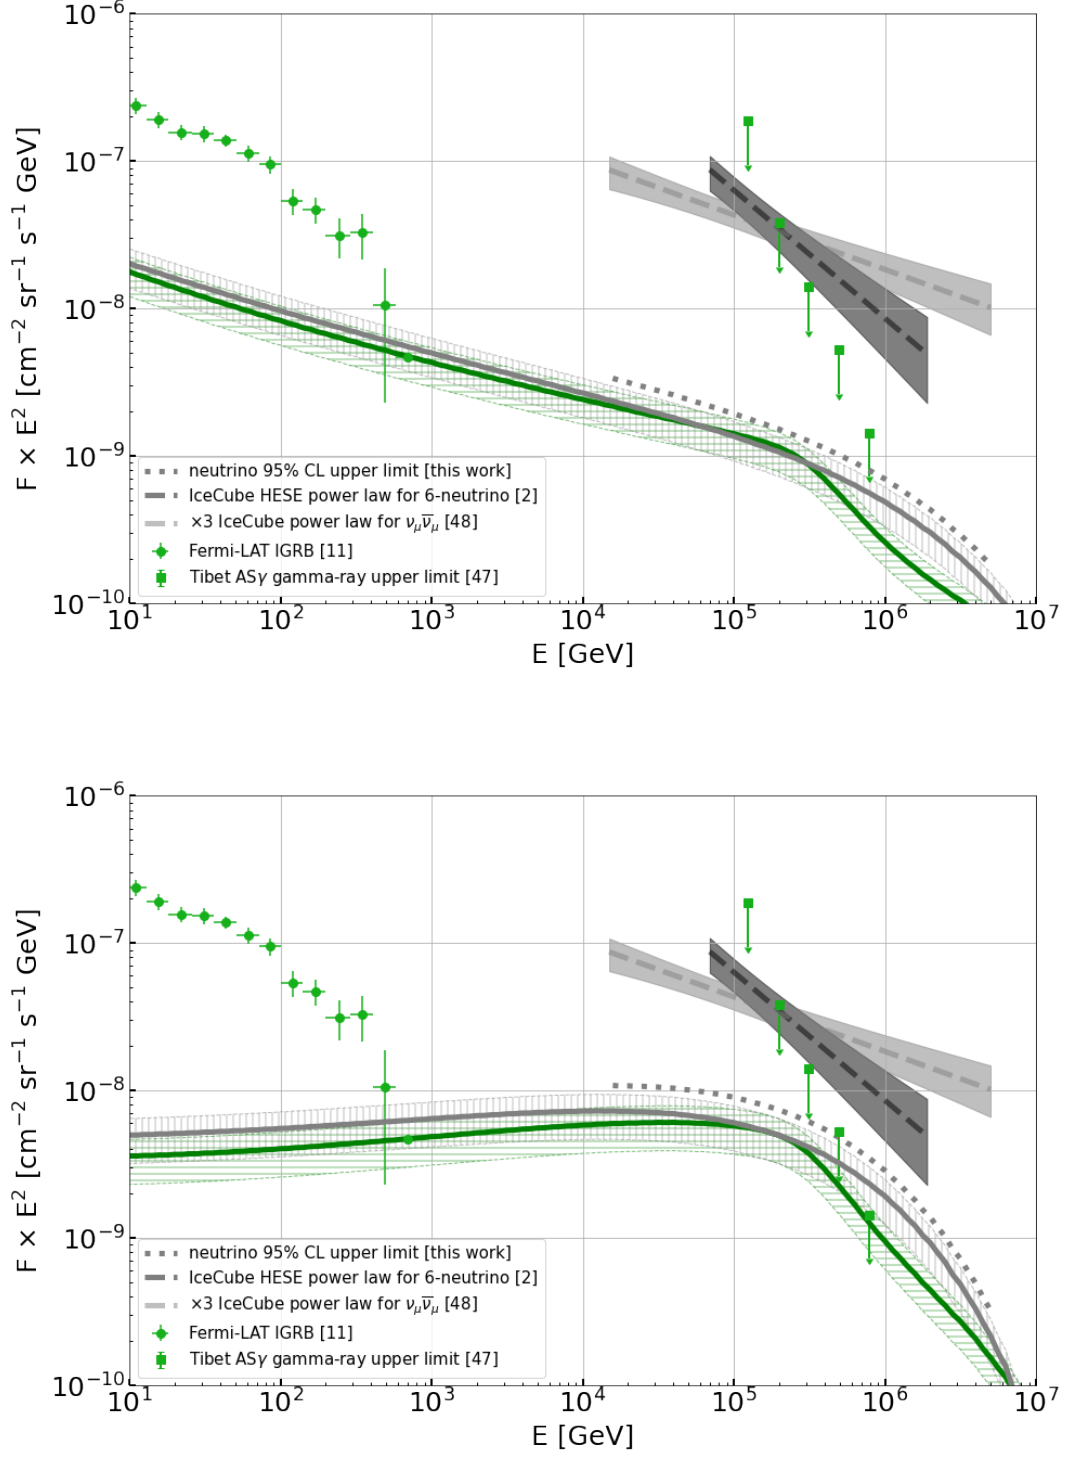 10⁻⁶
10⁻⁷
10⁻⁸
10⁻⁹
10⁻¹⁰
F × E² [cm⁻² sr⁻¹ s⁻¹ GeV]
neutrino 95% CL upper limit [this work]
IceCube HESE power law for 6-neutrino [2]
×3 IceCube power law for νμν̅μ [48]
Fermi-LAT IGRB [11]
Tibet ASγ gamma-ray upper limit [47]
10¹ 10² 10³ 10⁴ 10⁵ 10⁶ 10⁷
E [GeV]
10⁻⁶
10⁻⁷
10⁻⁸
10⁻⁹
10⁻¹⁰
F × E² [cm⁻² sr⁻¹ s⁻¹ GeV]
neutrino 95% CL upper limit [this work]
IceCube HESE power law for 6-neutrino [2]
×3 IceCube power law for νμν̅μ [48]
Fermi-LAT IGRB [11]
Tibet ASγ gamma-ray upper limit [47]
10¹ 10² 10³ 10⁴ 10⁵ 10⁶ 10⁷
E [GeV]